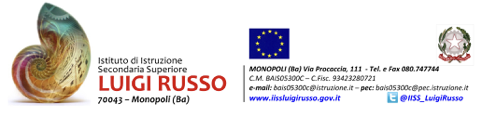 Istituto di Istruzione
Secondaria Superiore
LUIGI RUSSO
70043 – Monopoli (Ba)
MONOPOLI (Ba) Via Procaccia, 111 - Tel. e Fax 080.747744
C.M. BAIS05300C – C.Fisc. 93423280721
e-mail: bais05300c@istruzione.it – pec: bais05300c@pec.istruzione.it
www.iissluigirusso.gov.it @IISS_LuigiRusso